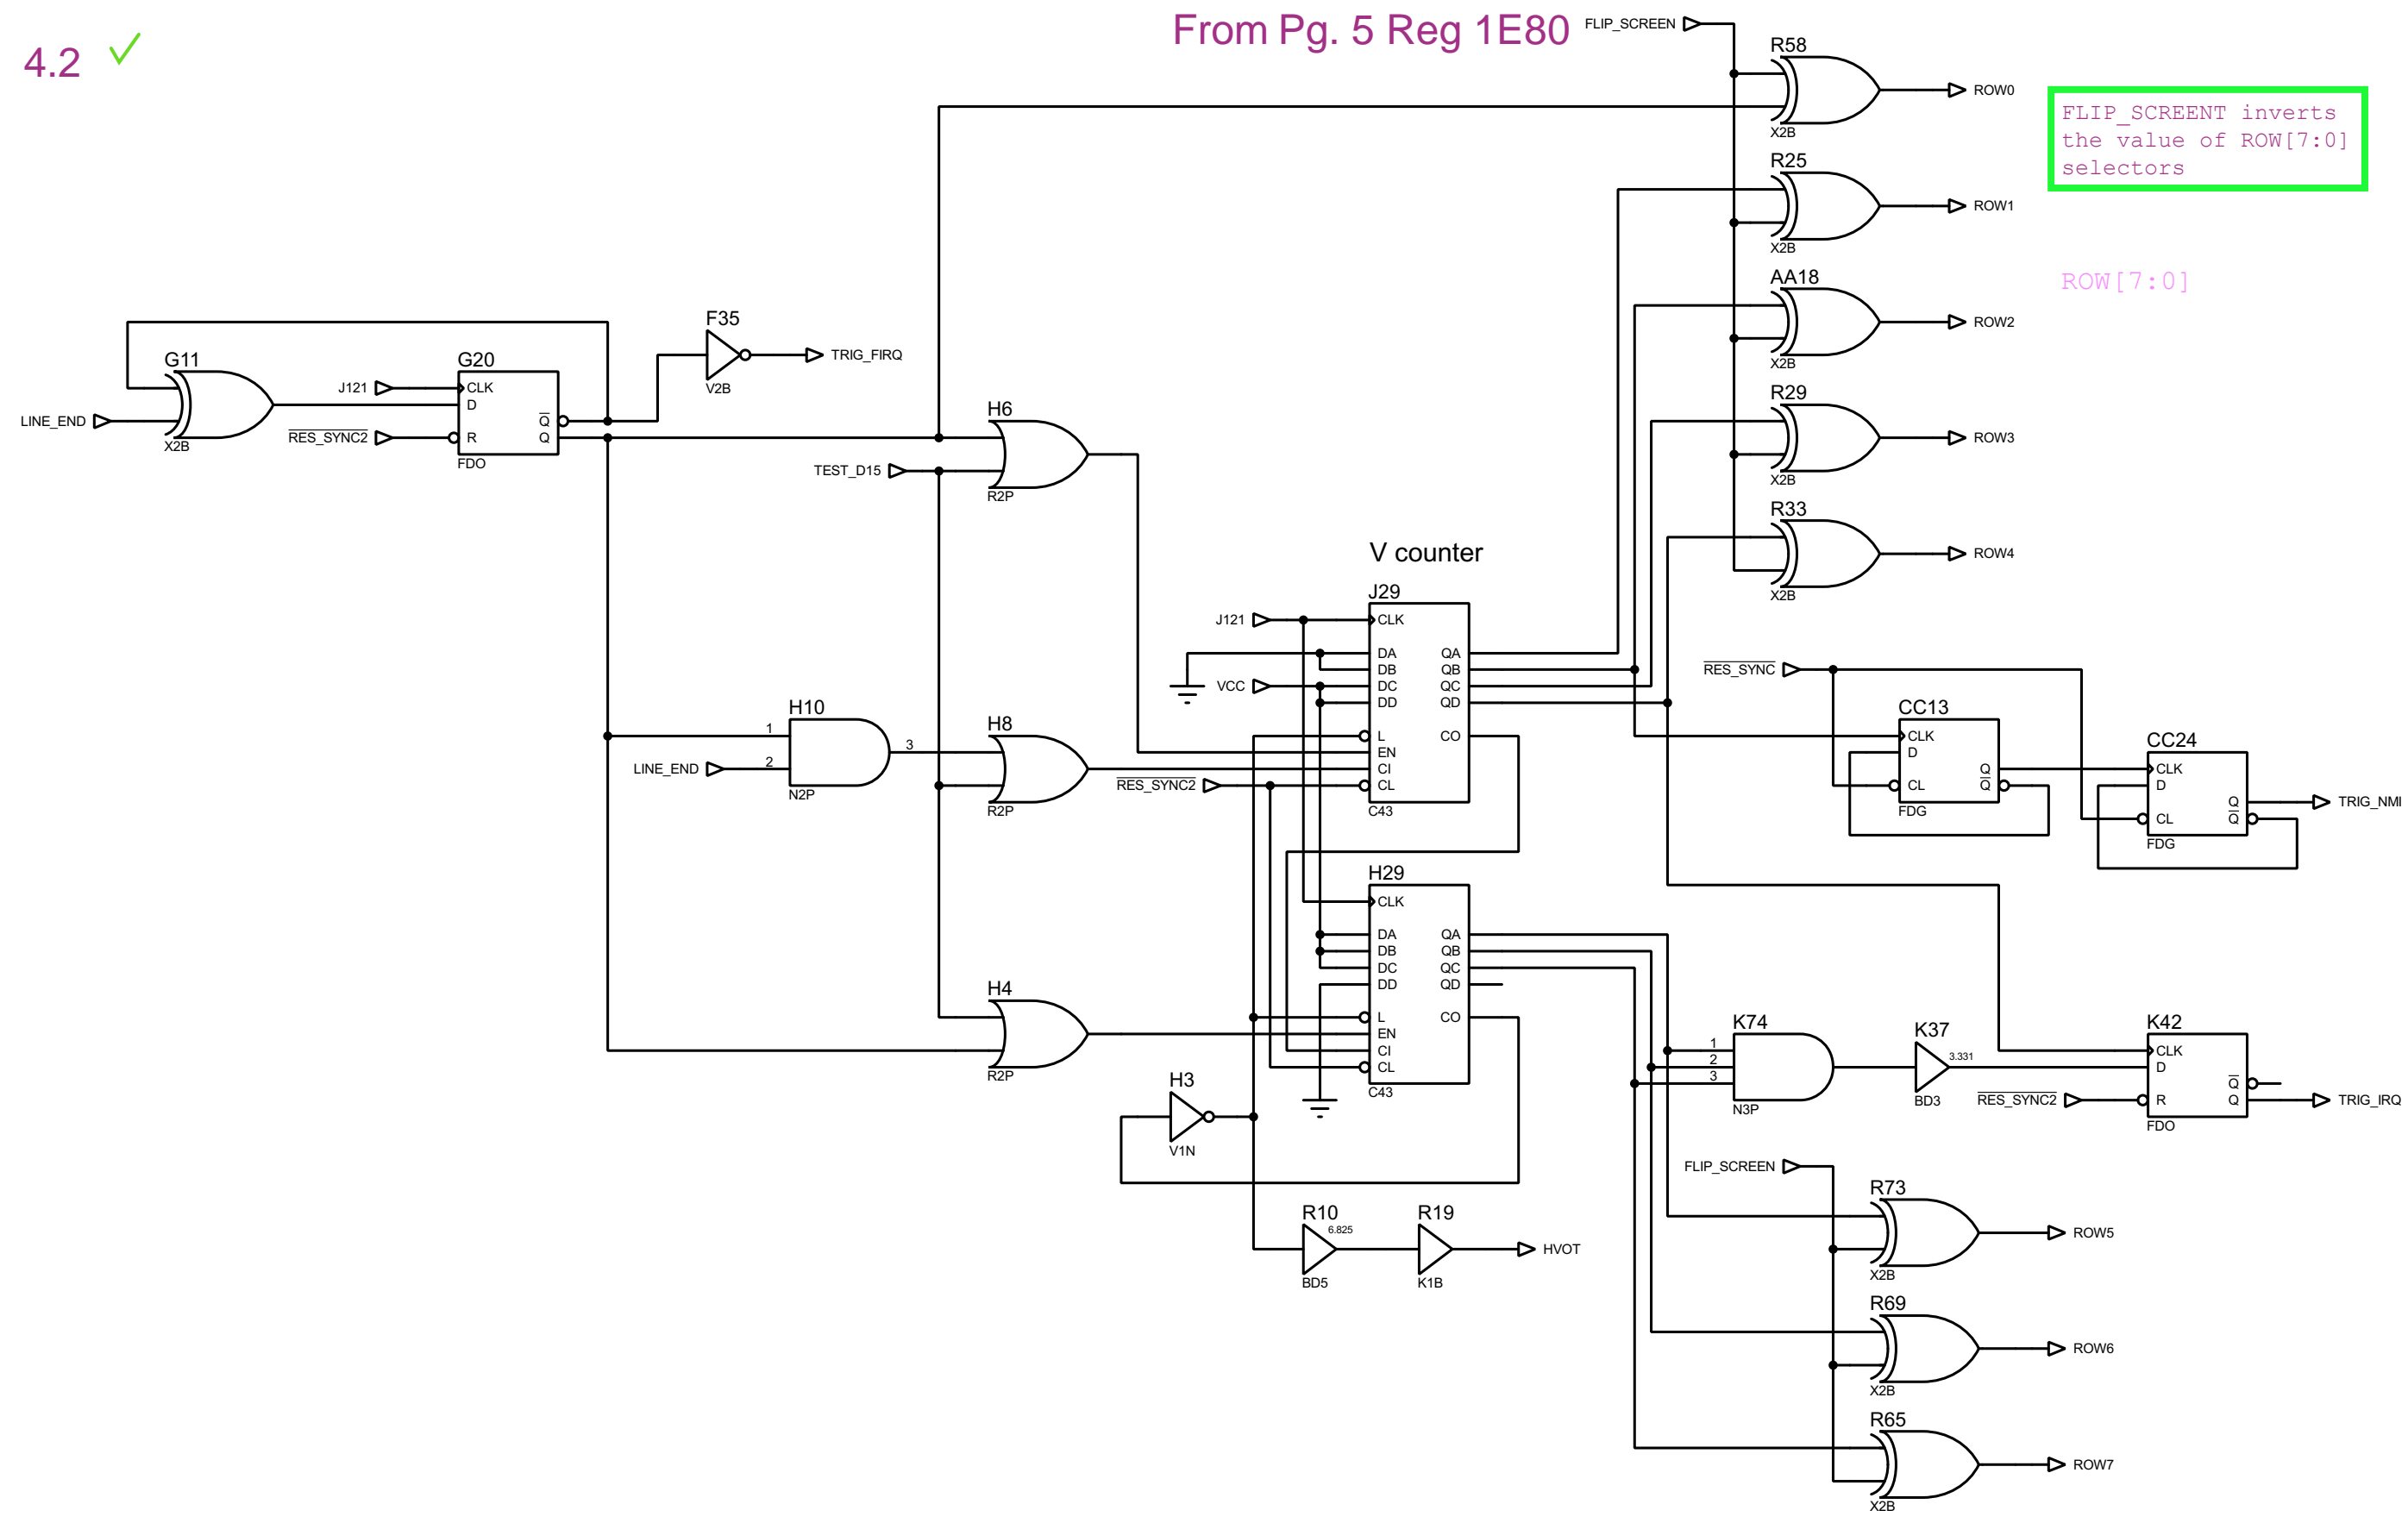 4.2
From Pg. 5 Reg 1E80
FLIP_SCREEN
R58
X2B
ROW0
FLIP_SCREENT inverts
the value of ROW[7:0]
selectors
R25
X2B
ROW1
AA18
X2B
ROW2
ROW[7:0]
R29
X2B
ROW3
R33
X2B
ROW4
G11
X2B
LINE_END
J121
RES_SYNC2
G20
CLK
D
R
Q
Q
FDO
F35
V2B
TRIG_FIRQ
TEST_D15
H6
R2P
LINE_END
H10
1
2
3
N2P
H8
R2P
H4
R2P
V counter
J121
VCC
RES_SYNC2
J29
CLK
DA QA
DB QB
DC QC
DD QD
L CO
EN
CI
CL
C43
H29
CLK
DA QA
DB QB
DC QC
DD QD
L CO
EN
CI
CL
C43
H3
V1N
R10
6.825
BD5
R19
K1B
HVOT
RES_SYNC
CC13
CLK
D
Q
CL Q
FDG
CC24
CLK
D
Q
CL Q
FDG
TRIG_NMI
K74
1
2
3
N3P
K37
3.331
BD3
RES_SYNC2
K42
CLK
D
Q
R Q
FDO
TRIG_IRQ
FLIP_SCREEN
R73
X2B
ROW5
R69
X2B
ROW6
R65
X2B
ROW7